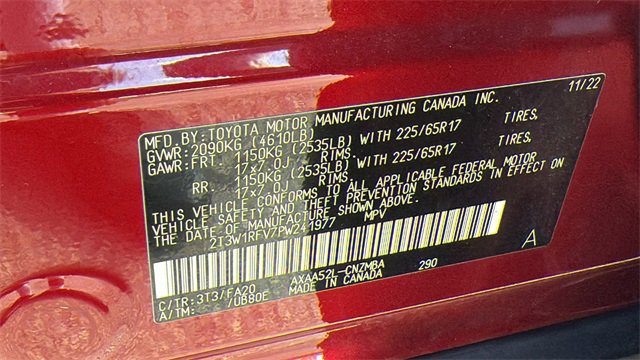 MFD.BY:TOYOTA MOTOR MANUFACTURING CANADA INC. 11/22
GVWR:2090KG (4610LB)
GAWR:FRT. 1150KG (2535LB) WITH 225/65R17 TIRES,
17x7.0J RIMS
RR. 1150KG (2535LB) WITH 225/65R17 TIRES,
17x7.0J RIMS
THIS VEHICLE CONFORMS TO ALL APPLICABLE FEDERAL MOTOR
VEHICLE SAFETY AND THEFT STANDARDS IN EFFECT ON
THE DATE OF MANUFACTURE SHOWN ABOVE.
2T3W1RFV7PW241977 MPV
A
C/TR:3T3/FA20 AXAA52L-CNZMBA 290
A/TM: /U680E MADE IN CANADA